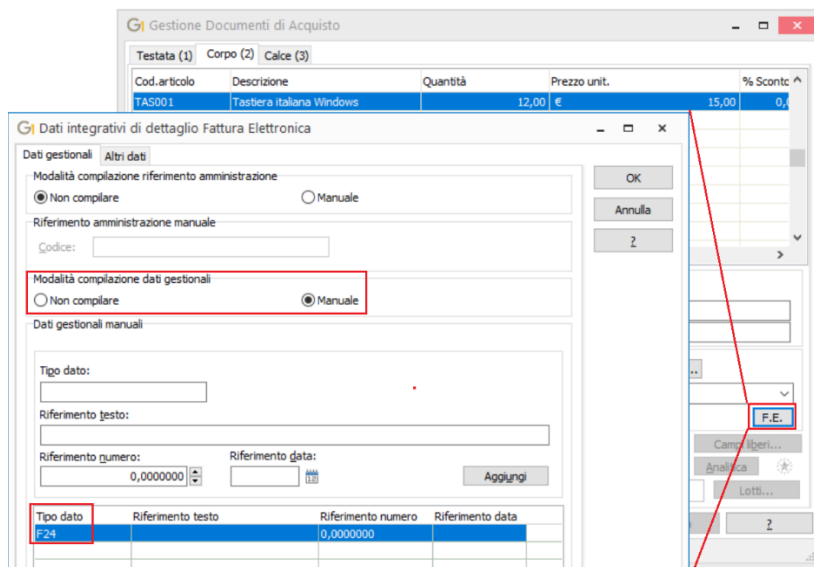 Gestione Documenti di Acquisto
Testata (1) Corpo (2) Calce (3)
Cod.articolo Descrizione Quantità Prezzo unit. % Sconto
TAS001 Tastiera italiana Windows 12,00 € 15,00
Dati integrativi di dettaglio Fattura Elettronica
Dati gestionali Altri dati
Modalità compilazione riferimento amministrazione
Non compilare Manuale
OK
Riferimento amministrazione manuale
Annulla
Codice:
?
Modalità compilazione dati gestionali
Non compilare Manuale
Dati gestionali manuali
Tipo dato:
Riferimento testo:
F.E.
Riferimento numero: Riferimento data:
Campi liberi...
0,0000000 12 Aggiungi
Analitica
Lotti...
Tipo dato Riferimento testo Riferimento numero Riferimento data
F24 0,0000000
?